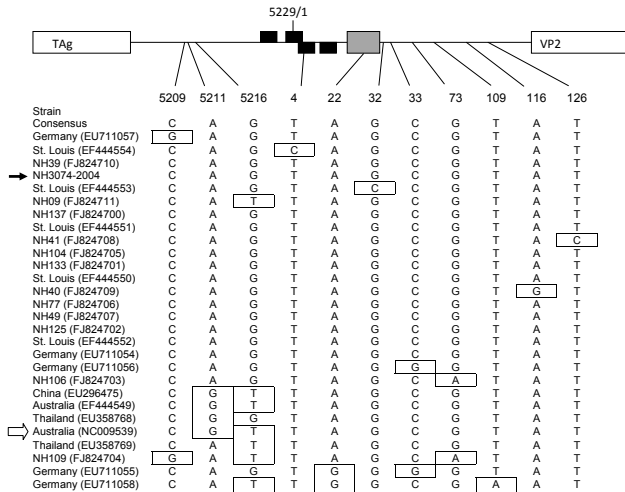 5229/1
TAg VP2
5209 5211 5216 4 22 32 33 73 109 116 126
Strain
Consensus C A G T A G C G T A T
Germany (EU711057) G A G T A G C G T A T
St. Louis (EF444554) C A G C A G C G T A T
NH39 (FJ824710) C A G T A G C G T A T
NH3074-2004 C A G T A G C G T A T
St. Louis (EF444553) C A G T A C C G T A T
NH09 (FJ824711) C A T T A G C G T A T
NH137 (FJ824700) C A G T A G C G T A T
St. Louis (EF444551) C A G T A G C G T A T
NH41 (FJ824708) C A G T A G C G T A C
NH104 (FJ824705) C A G T A G C G T A T
NH133 (FJ824701) C A G T A G C G T A T
St. Louis (EF444550) C A G T A G C G T A T
NH40 (FJ824709) C A G T A G C G T G T
NH77 (FJ824706) C A G T A G C G T A T
NH49 (FJ824707) C A G T A G C G T A T
NH125 (FJ824702) C A G T A G C G T A T
St. Louis (EF444552) C A G T A G C G T A T
Germany (EU711054) C A G T A G C G T A T
Germany (EU711056) C A G T A G G G T A T
NH106 (FJ824703) C A G T A G C A T A T
China (EU296475) C G T T A G C G T A T
Australia (EF444549) C G T T A G C G T A T
Thailand (EU358768) C G G T A G C G T A T
Australia (NC009539) C G T T A G C G T A T
Thailand (EU358769) C A T T A G C G T A T
NH109 (FJ824704) G A T T A G C A T A T
Germany (EU711055) C A G T G G G G T A T
Germany (EU711058) C A T T G G C G A A T